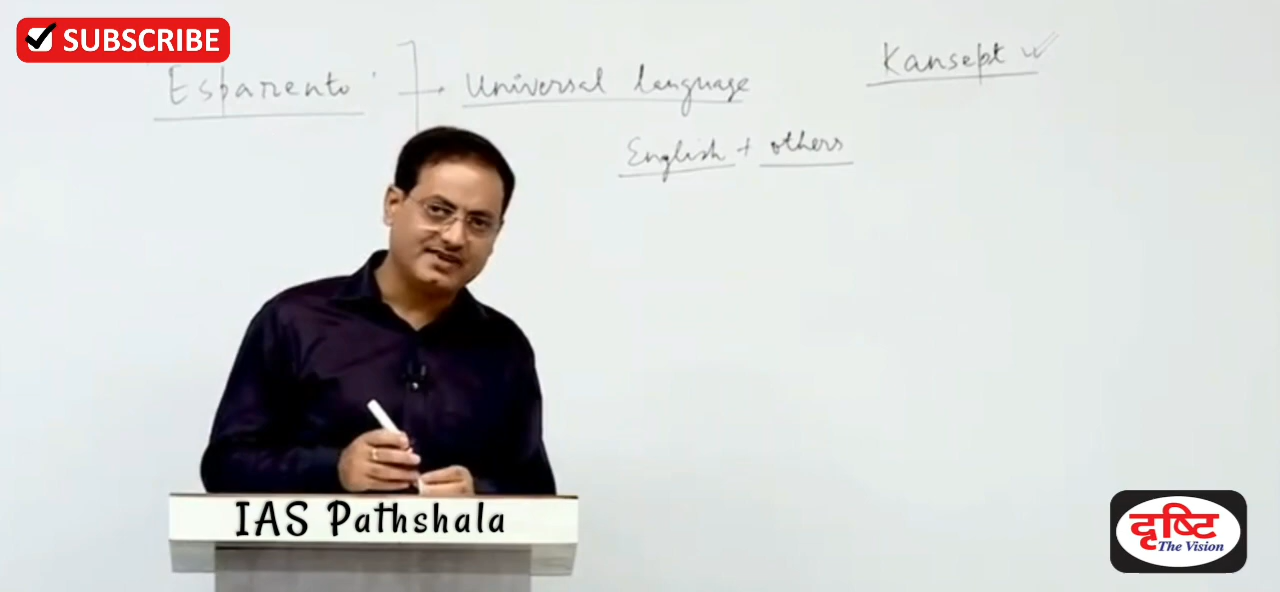 SUBSCRIBE
Esparento
Universal language
Kansept
English + others
IAS Pathshala
दृष्टि
The Vision